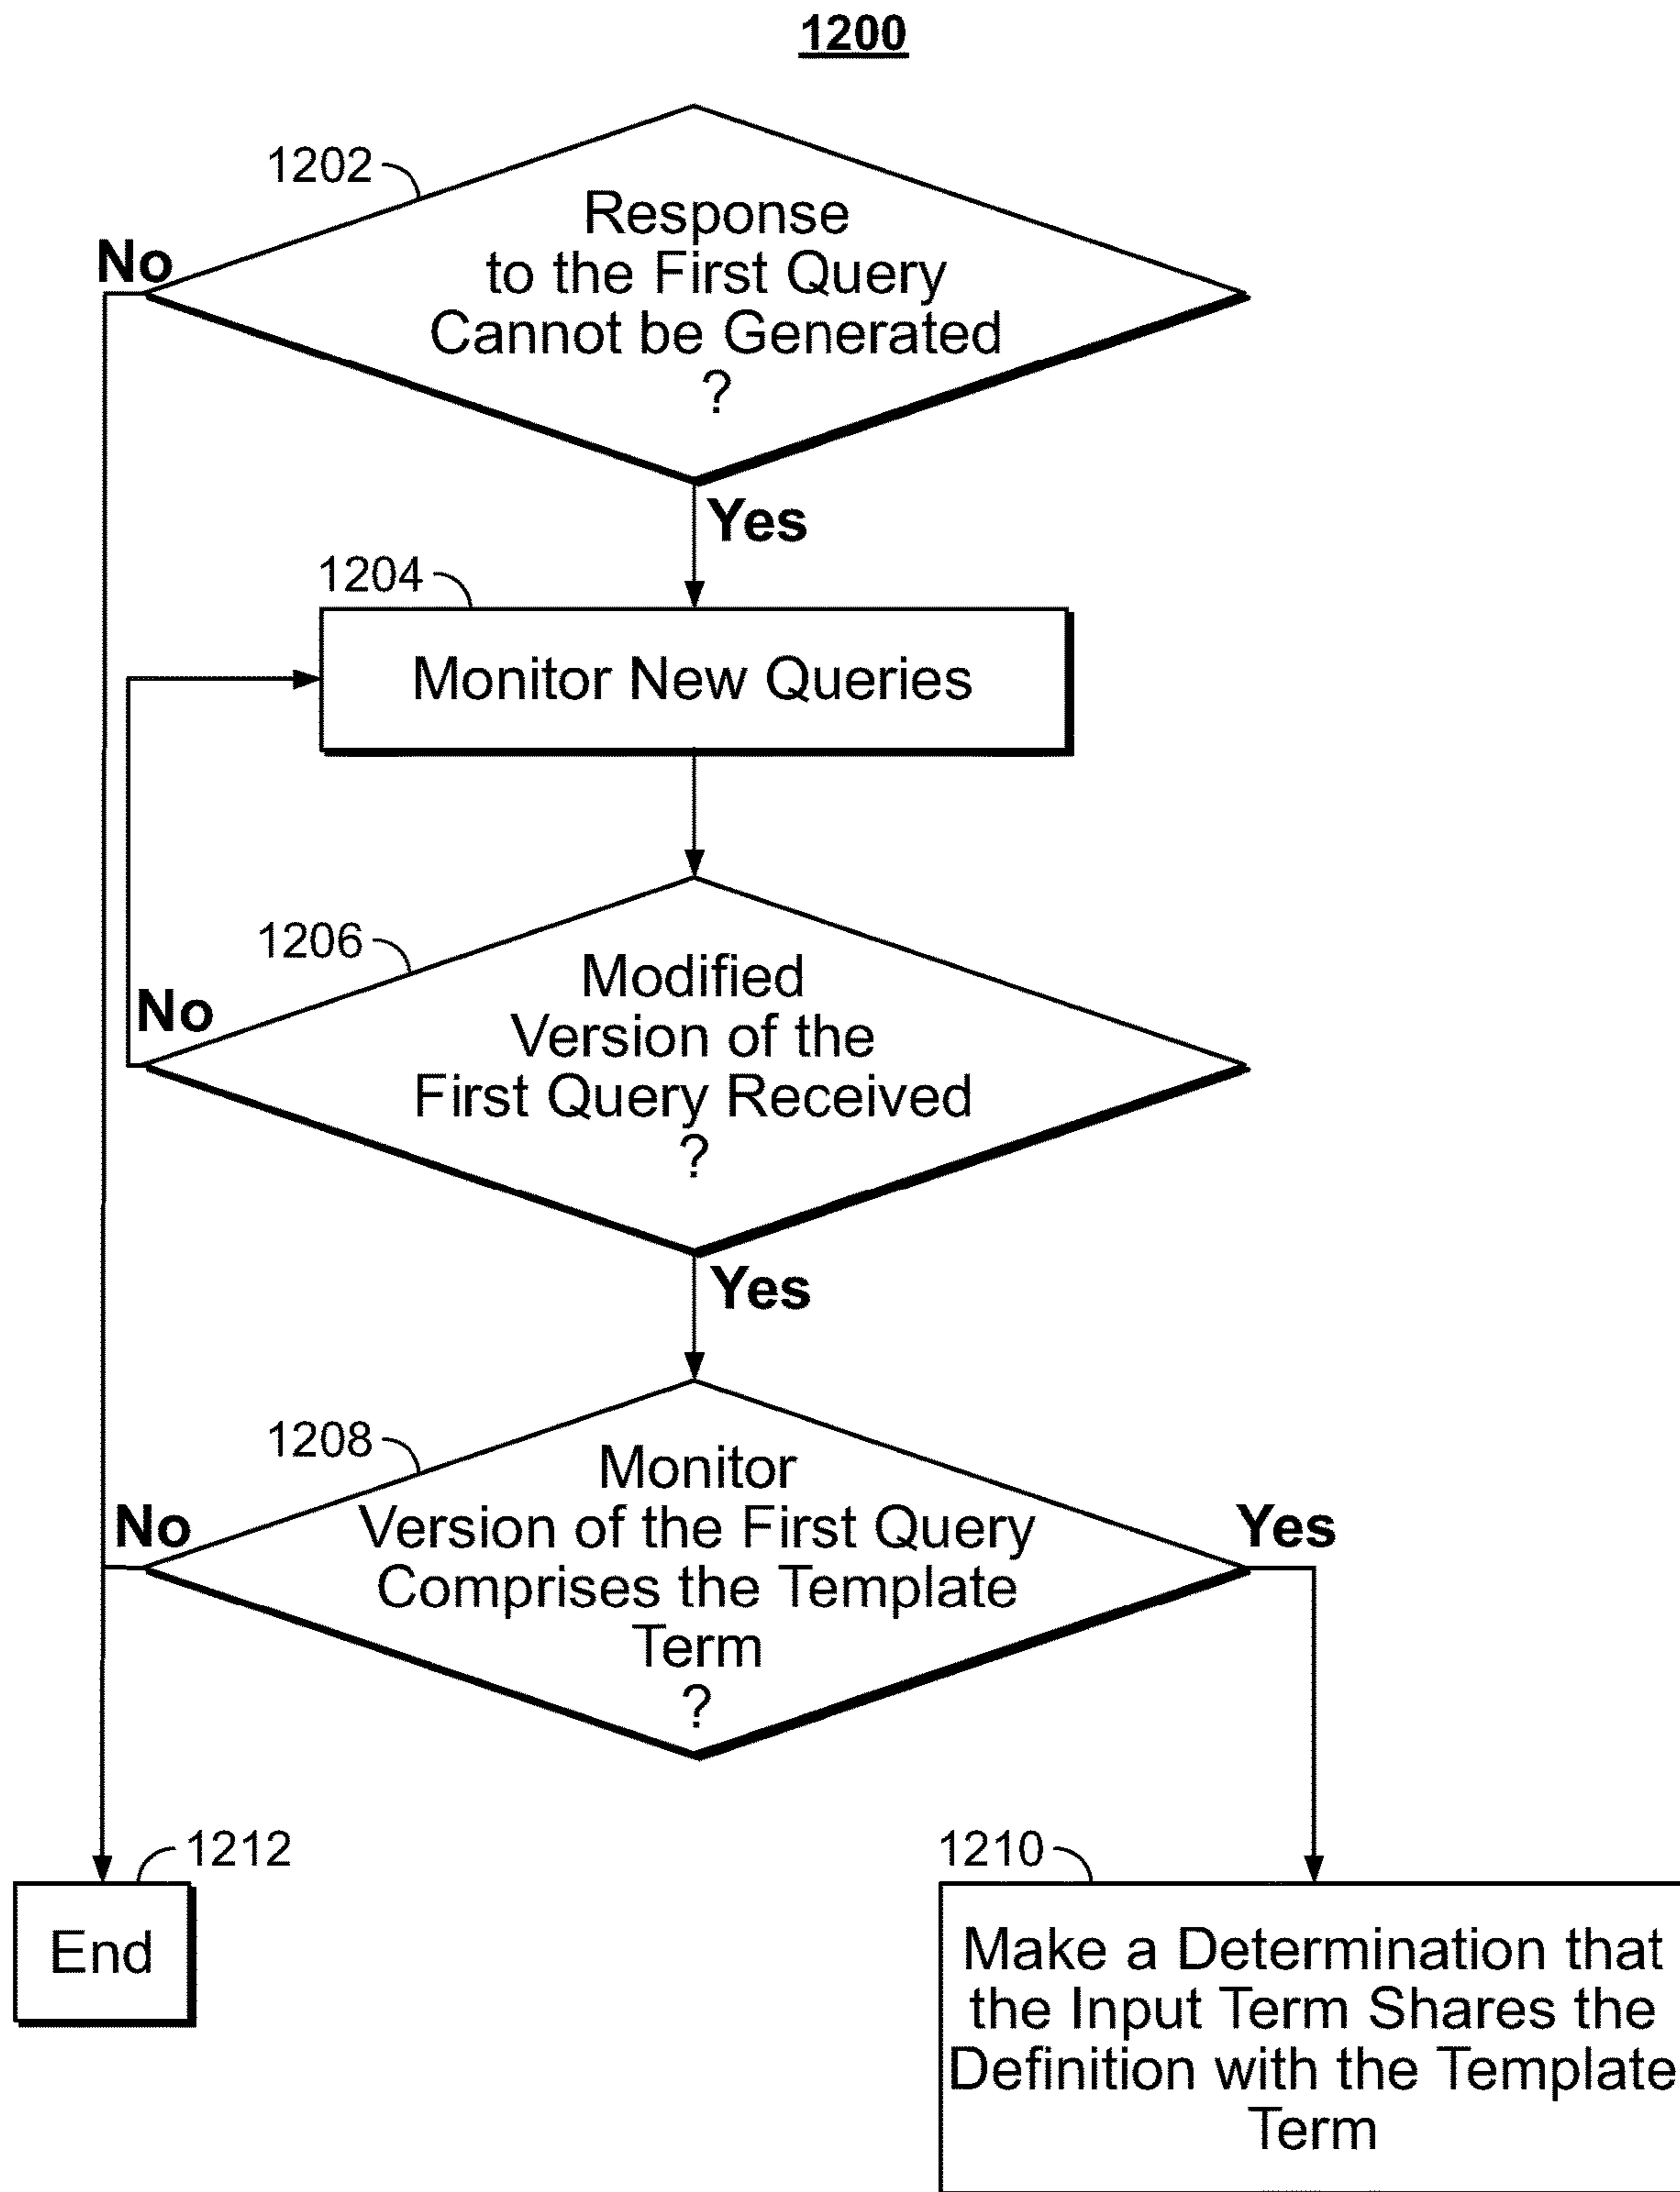 1200
1202
Response
to the First Query
Cannot be Generated
?
No
Yes
1204
Monitor New Queries
1206
Modified
Version of the
First Query Received
?
No
Yes
1208
Monitor
Version of the First Query
Comprises the Template
Term
?
No
Yes
1212
End
1210
Make a Determination that
the Input Term Shares the
Definition with the Template
Term